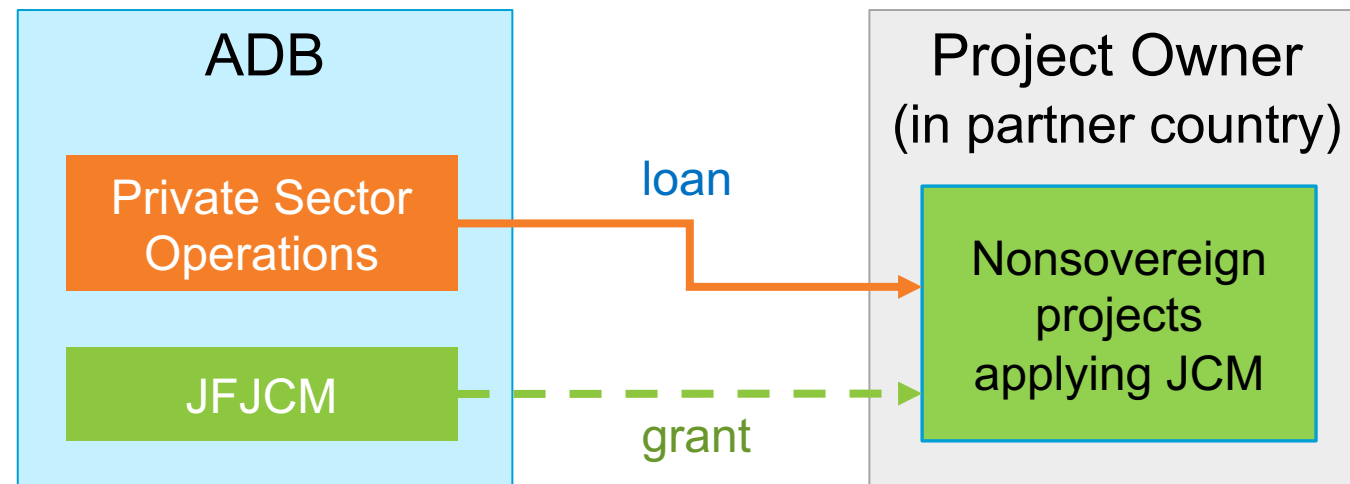 ADB
Private Sector
Operations
JFJCM
loan
grant
Project Owner
(in partner country)
Nonsovereign
projects
applying JCM